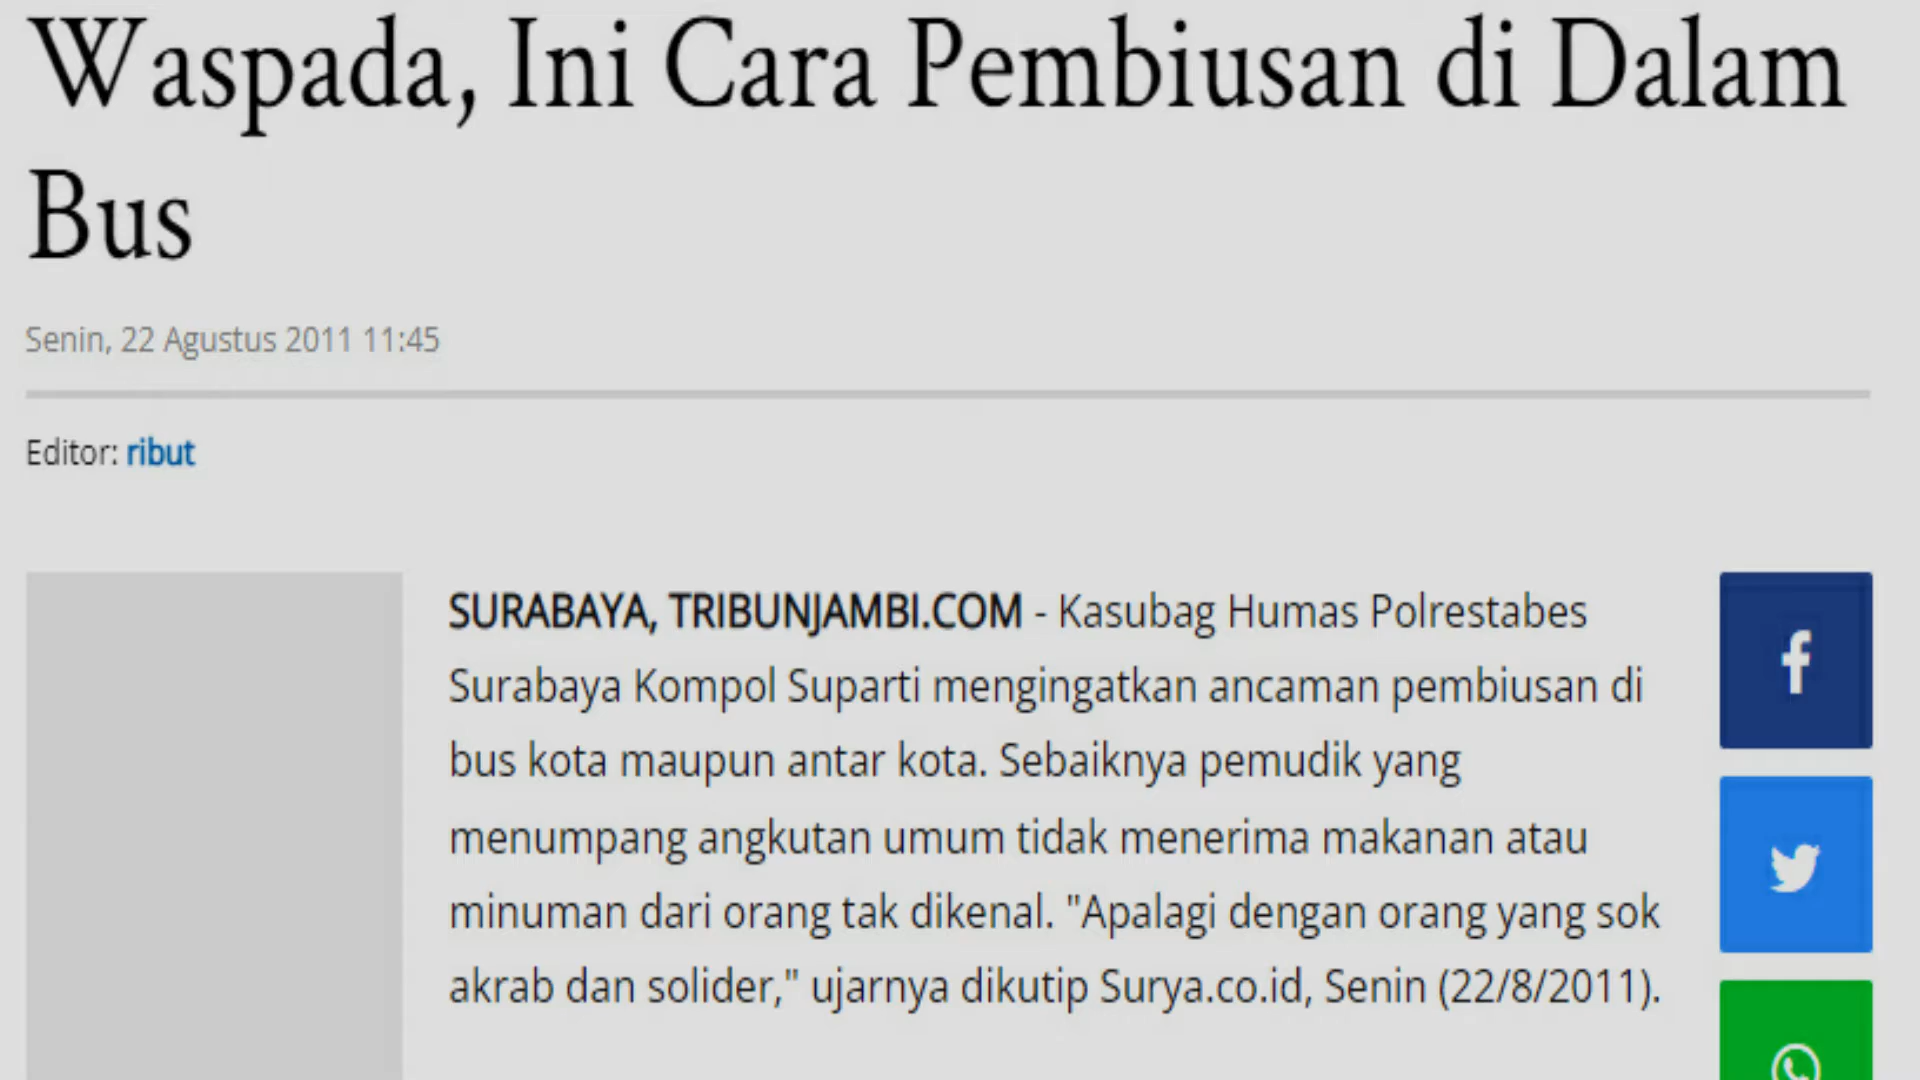 Waspada, Ini Cara Pembiusan di Dalam
Bus
Senin, 22 Agustus 2011 11:45
Editor: ribut
SURABAYA, TRIBUNJAMBI.COM - Kasubag Humas Polrestabes
Surabaya Kompol Suparti mengingatkan ancaman pembiusan di
bus kota maupun antar kota. Sebaiknya pemudik yang
menumpang angkutan umum tidak menerima makanan atau
minuman dari orang tak dikenal. "Apalagi dengan orang yang sok
akrab dan solider," ujarnya dikutip Surya.co.id, Senin (22/8/2011).